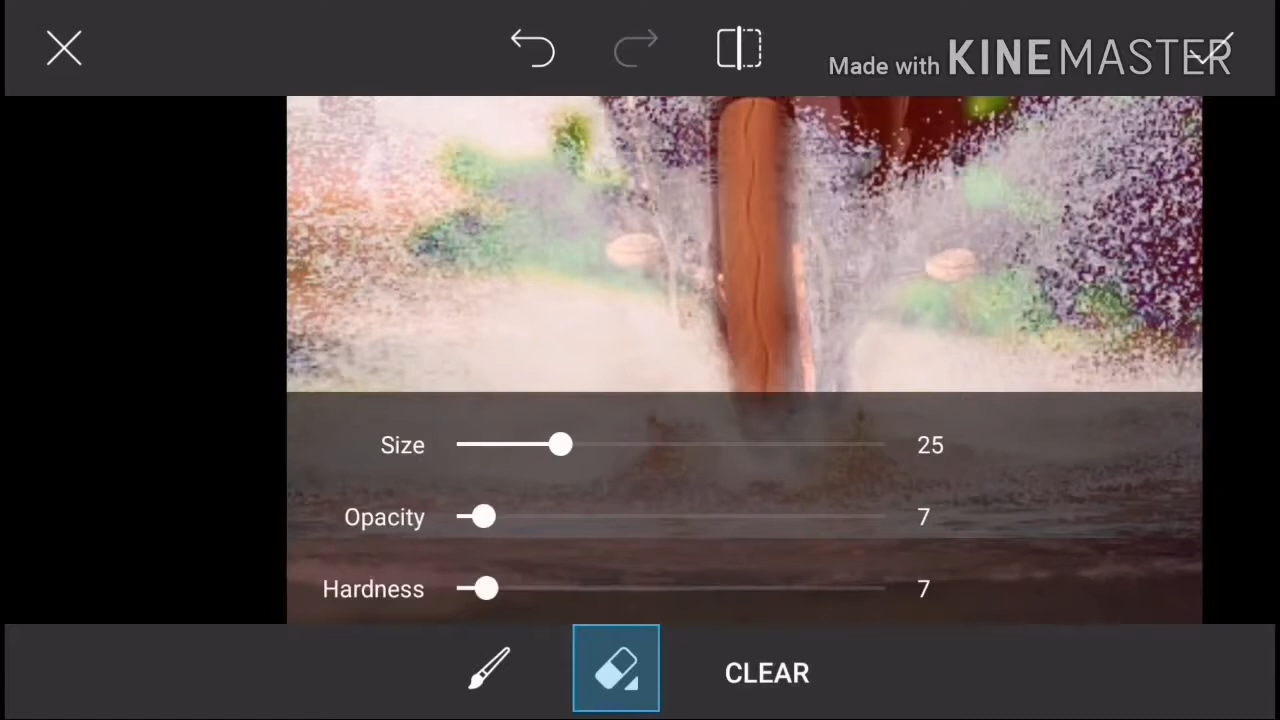 Made with KINEMASTER
Size 25
Opacity 7
Hardness 7
CLEAR